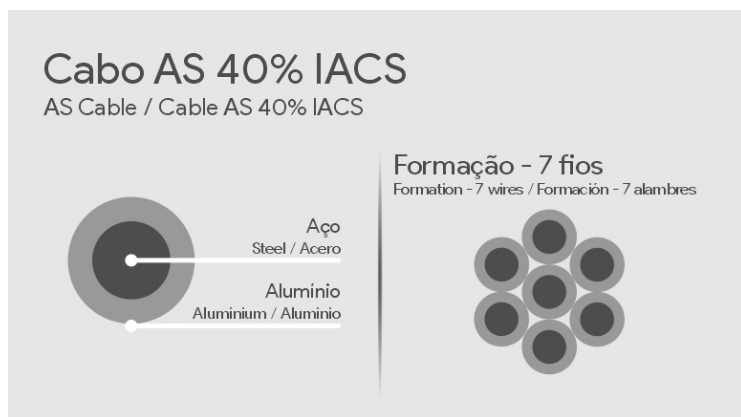 Cabo AS 40% IACS
AS Cable / Cable AS 40% IACS
Aço
Steel / Acero
Alumínio
Aluminium / Aluminio
Formação - 7 fios
Formation - 7 wires / Formación - 7 alambres